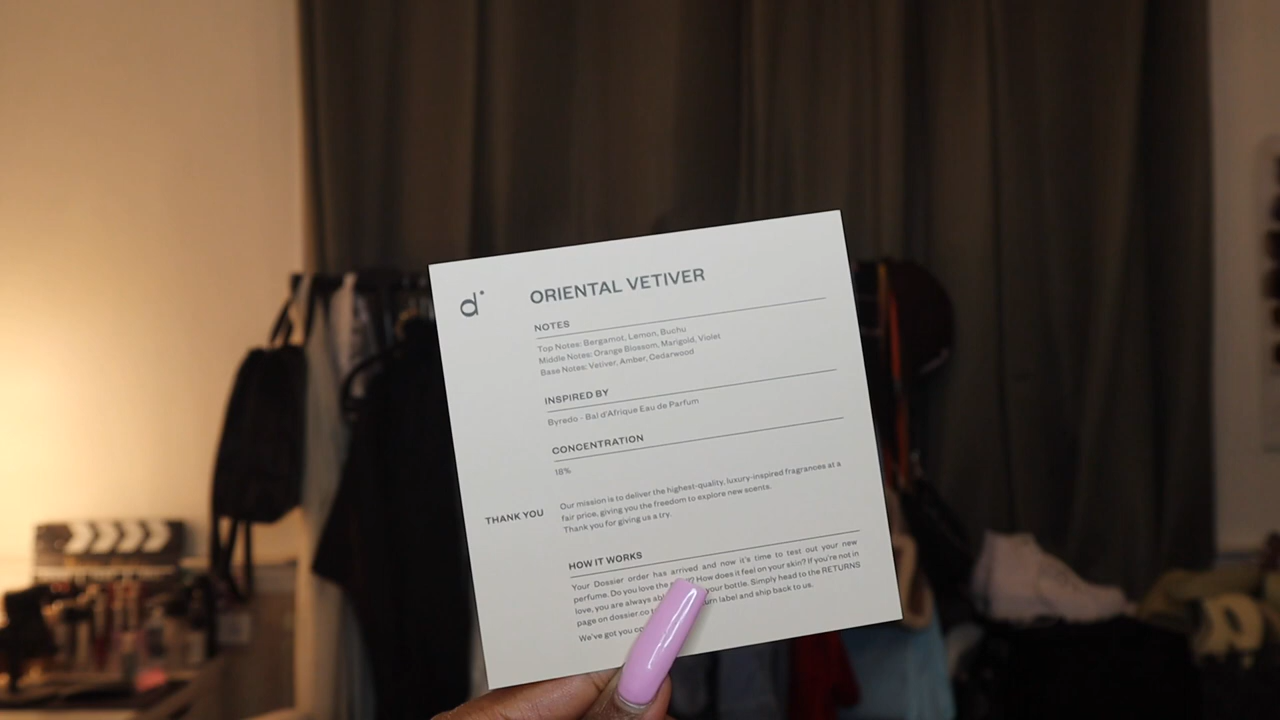 d°
ORIENTAL VETIVER
NOTES
Top Notes: Bergamot, Lemon, Buchu
Middle Notes: Orange Blossom, Marigold, Violet
Base Notes: Vetiver, Amber, Cedarwood
INSPIRED BY
Byredo - Bal d'Afrique Eau de Parfum
CONCENTRATION
18%
THANK YOU
Our mission is to deliver the highest-quality, luxury-inspired fragrances at a
fair price, giving you the freedom to explore new scents.
Thank you for giving us a try.
HOW IT WORKS
Your Dossier order has arrived and now it's time to test out your new
perfume. Do you love the ? How does it feel on your skin? If you're not in
love, you are always your bottle. Simply head to the RETURNS
page on dossier.co label and ship back to us.
We've got you